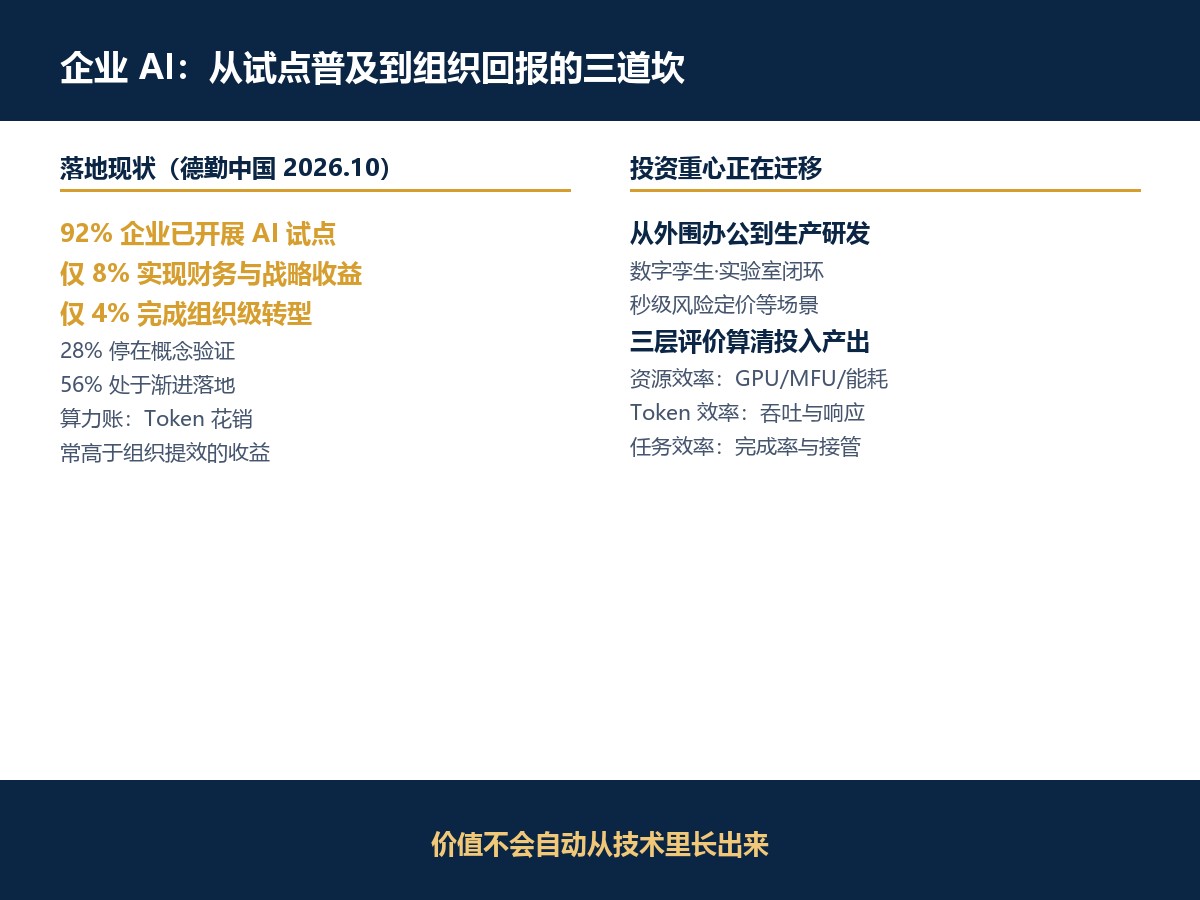 企业 AI：从试点普及到组织回报的三道坎
落地现状（德勤中国 2026.10）
92% 企业已开展 AI 试点
仅 8% 实现财务与战略收益
仅 4% 完成组织级转型
28% 停在概念验证
56% 处于渐进落地
算力账：Token 花销
常高于组织提效的收益
投资重心正在迁移
从外围办公到生产研发
数字孪生·实验室闭环
秒级风险定价等场景
三层评价算清投入产出
资源效率：GPU/MFU/能耗
Token 效率：吞吐与响应
任务效率：完成率与接管
价值不会自动从技术里长出来